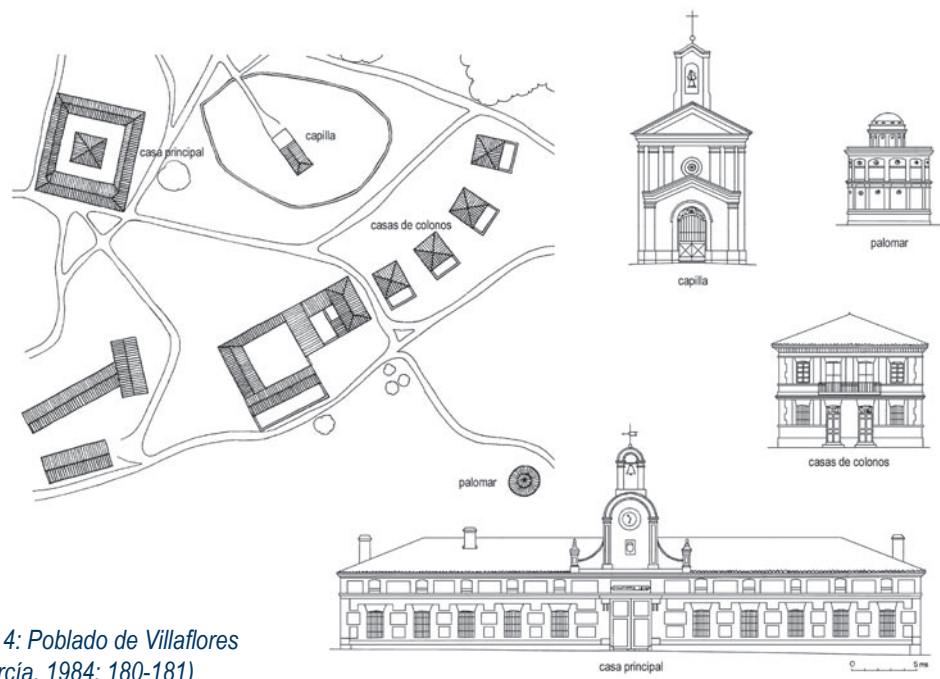 capilla
casa principal
casas de colonos
palomar
capilla
palomar
casas de colonos
casa principal
0 5 ms
4: Poblado de Villaflores
rcía, 1984: 180-181)